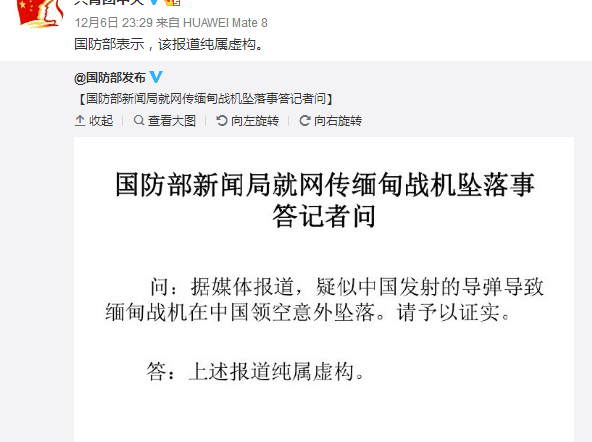 12月6日 23:29 来自 HUAWEI Mate 8
国防部表示，该报道纯属虚构。
@国防部发布
【国防部新闻局就网传缅甸战机坠落事答记者问】
收起 查看大图 向左旋转 向右旋转
国防部新闻局就网传缅甸战机坠落事
答记者问
问：据媒体报道，疑似中国发射的导弹导致
缅甸战机在中国领空意外坠落。请予以证实。
答：上述报道纯属虚构。